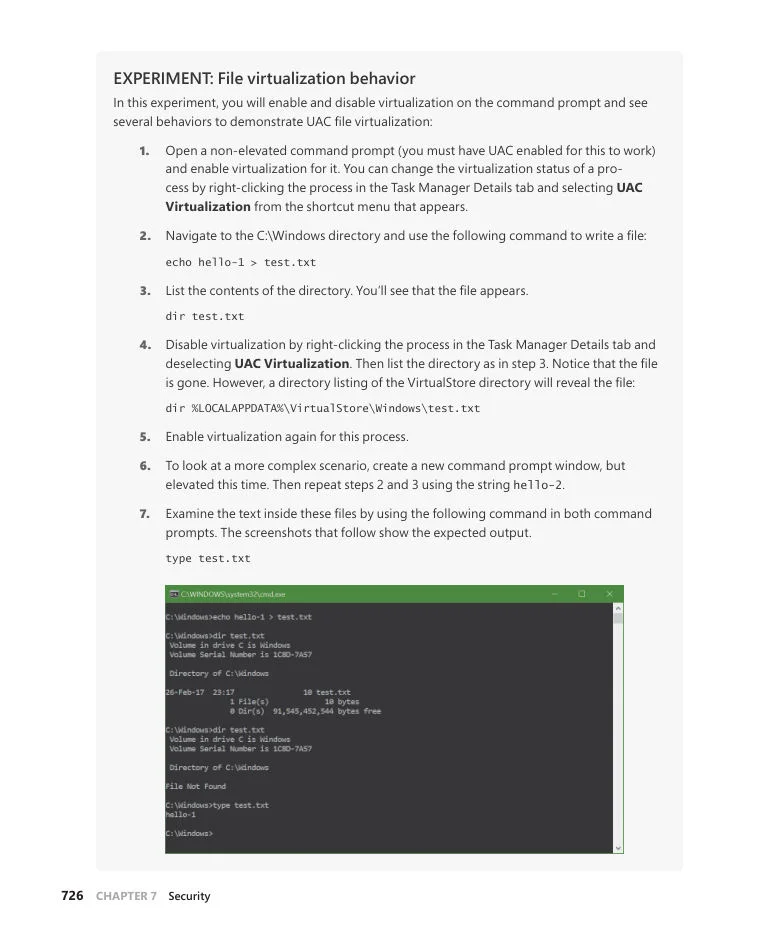 EXPERIMENT: File virtualization behavior
In this experiment, you will enable and disable virtualization on the command prompt and see
several behaviors to demonstrate UAC file virtualization:
1. Open a non-elevated command prompt (you must have UAC enabled for this to work)
and enable virtualization for it. You can change the virtualization status of a pro-
cess by right-clicking the process in the Task Manager Details tab and selecting UAC
Virtualization from the shortcut menu that appears.
2. Navigate to the C:\Windows directory and use the following command to write a file:
echo hello-1 > test.txt
3. List the contents of the directory. You'll see that the file appears.
dir test.txt
4. Disable virtualization by right-clicking the process in the Task Manager Details tab and
deselecting UAC Virtualization. Then list the directory as in step 3. Notice that the file
is gone. However, a directory listing of the VirtualStore directory will reveal the file:
dir %LOCALAPPDATA%\VirtualStore\Windows\test.txt
5. Enable virtualization again for this process.
6. To look at a more complex scenario, create a new command prompt window, but
elevated this time. Then repeat steps 2 and 3 using the string hello-2.
7. Examine the text inside these files by using the following command in both command
prompts. The screenshots that follow show the expected output.
type test.txt
C:\WINDOWS\system32\cmd.exe
C:\Windows>echo hello-1 > test.txt
C:\Windows>dir test.txt
Volume in drive C is Windows
Volume Serial Number is 1C8D-7A57
Directory of C:\Windows
26-Feb-17 23:17 10 test.txt
1 File(s) 10 bytes
0 Dir(s) 91,545,452,544 bytes free
C:\Windows>dir test.txt
Volume in drive C is Windows
Volume Serial Number is 1C8D-7A57
Directory of C:\Windows
File Not Found
C:\Windows>type test.txt
hello-1
C:\Windows>
726 CHAPTER 7 Security